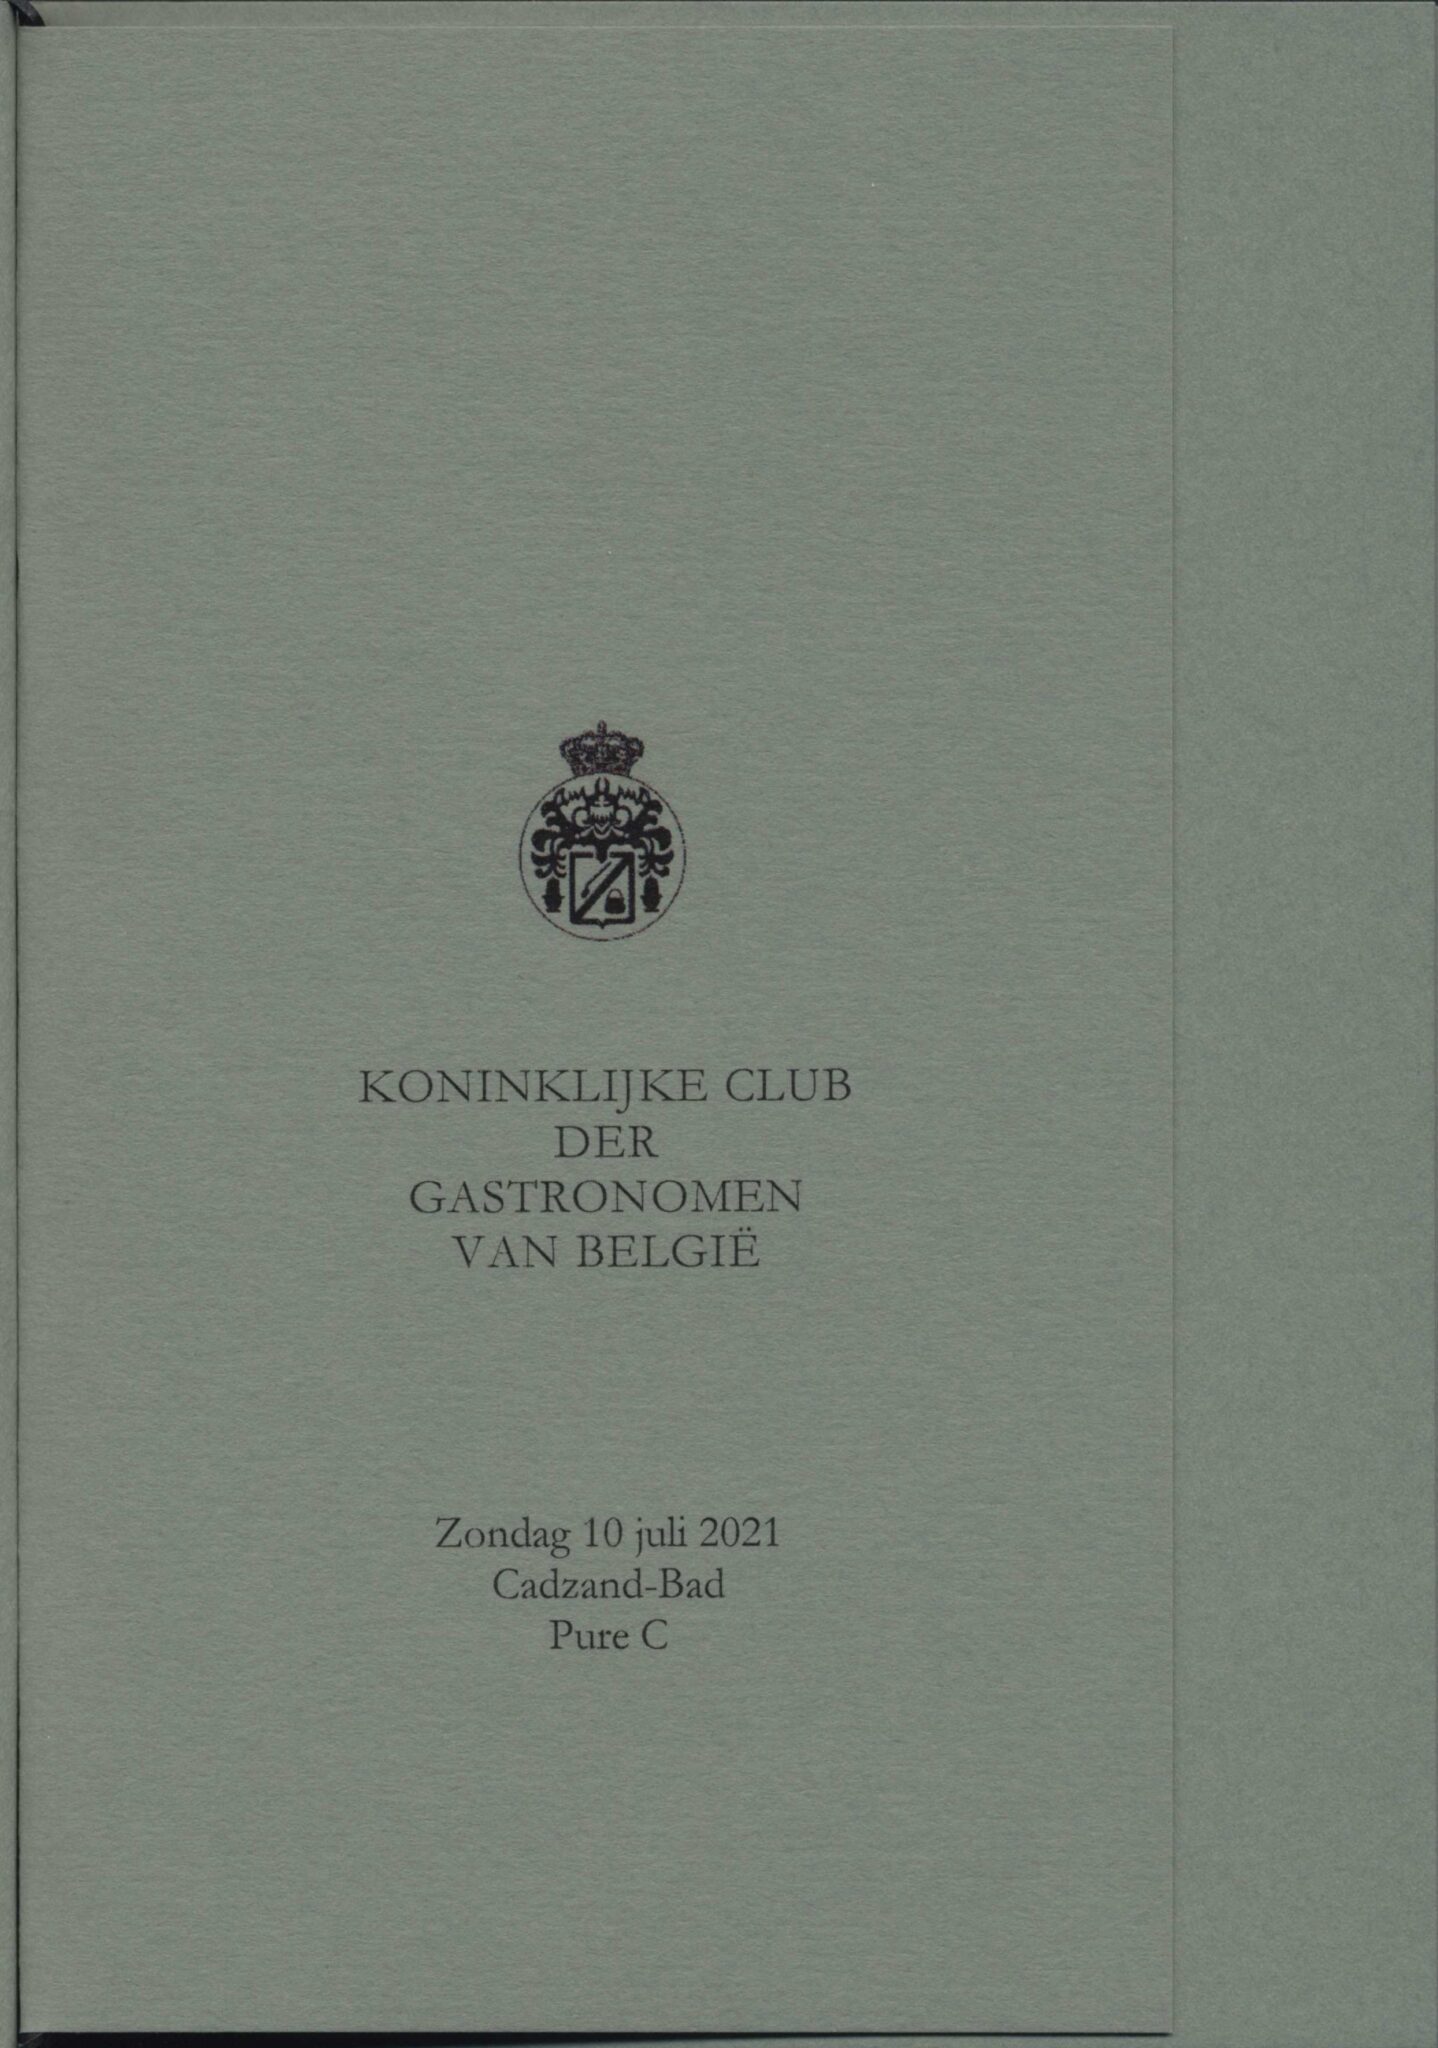 KONINKLIJKE CLUB
DER
GASTRONOMEN
VAN BELGIË
Zondag 10 juli 2021
Cadzand-Bad
Pure C